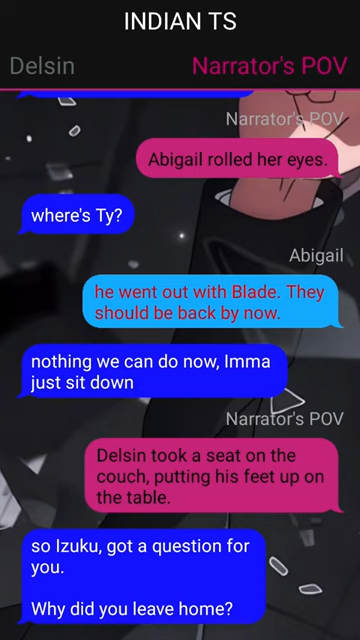 INDIAN TS
Delsin
Narrator's POV
Narrator's POV
Abigail rolled her eyes.
where's Ty?
Abigail
he went out with Blade. They
should be back by now.
nothing we can do now, Imma
just sit down
Narrator's POV
Delsin took a seat on the
couch, putting his feet up on
the table.
so Izuku, got a question for
you.
Why did you leave home?